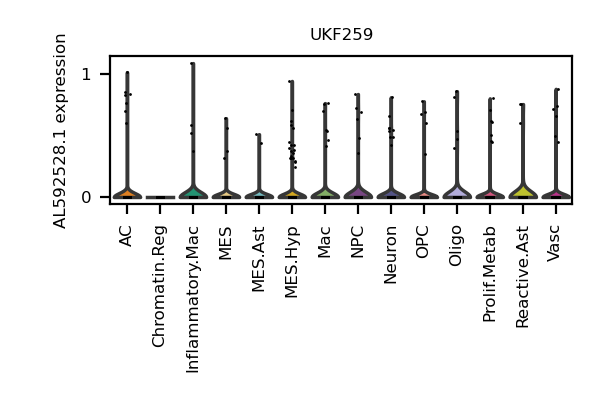 UKF259
AL592528.1 expression
1
0
AC
Chromatin.Reg
Inflammatory.Mac
MES
MES.Ast
MES.Hyp
Mac
NPC
Neuron
OPC
Oligo
Prolif.Metab
Reactive.Ast
Vasc